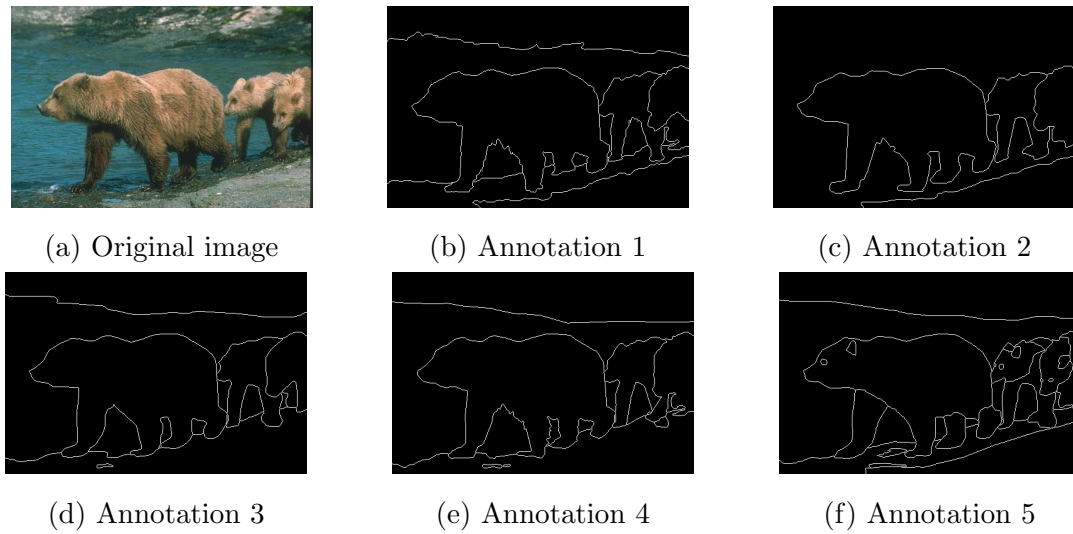 (a) Original image
(b) Annotation 1
(c) Annotation 2
(d) Annotation 3
(e) Annotation 4
(f) Annotation 5